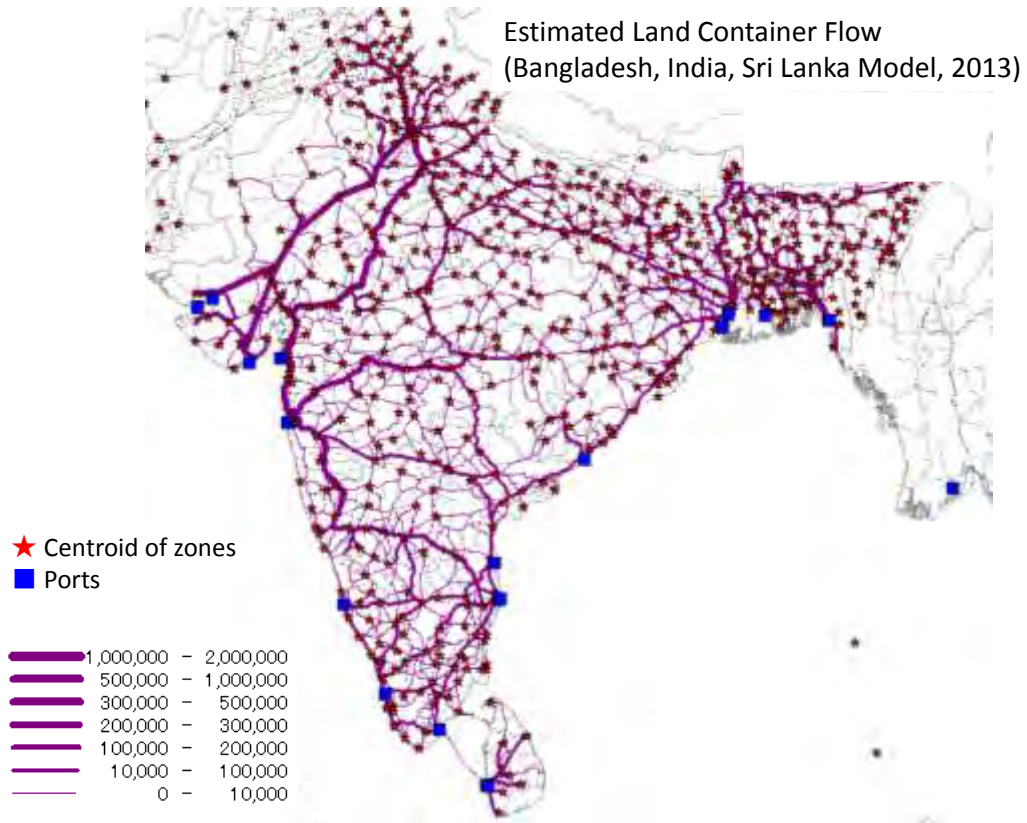 Estimated Land Container Flow
(Bangladesh, India, Sri Lanka Model, 2013)
Centroid of zones
Ports
1,000,000 - 2,000,000
500,000 - 1,000,000
300,000 - 500,000
200,000 - 300,000
100,000 - 200,000
10,000 - 100,000
0 - 10,000